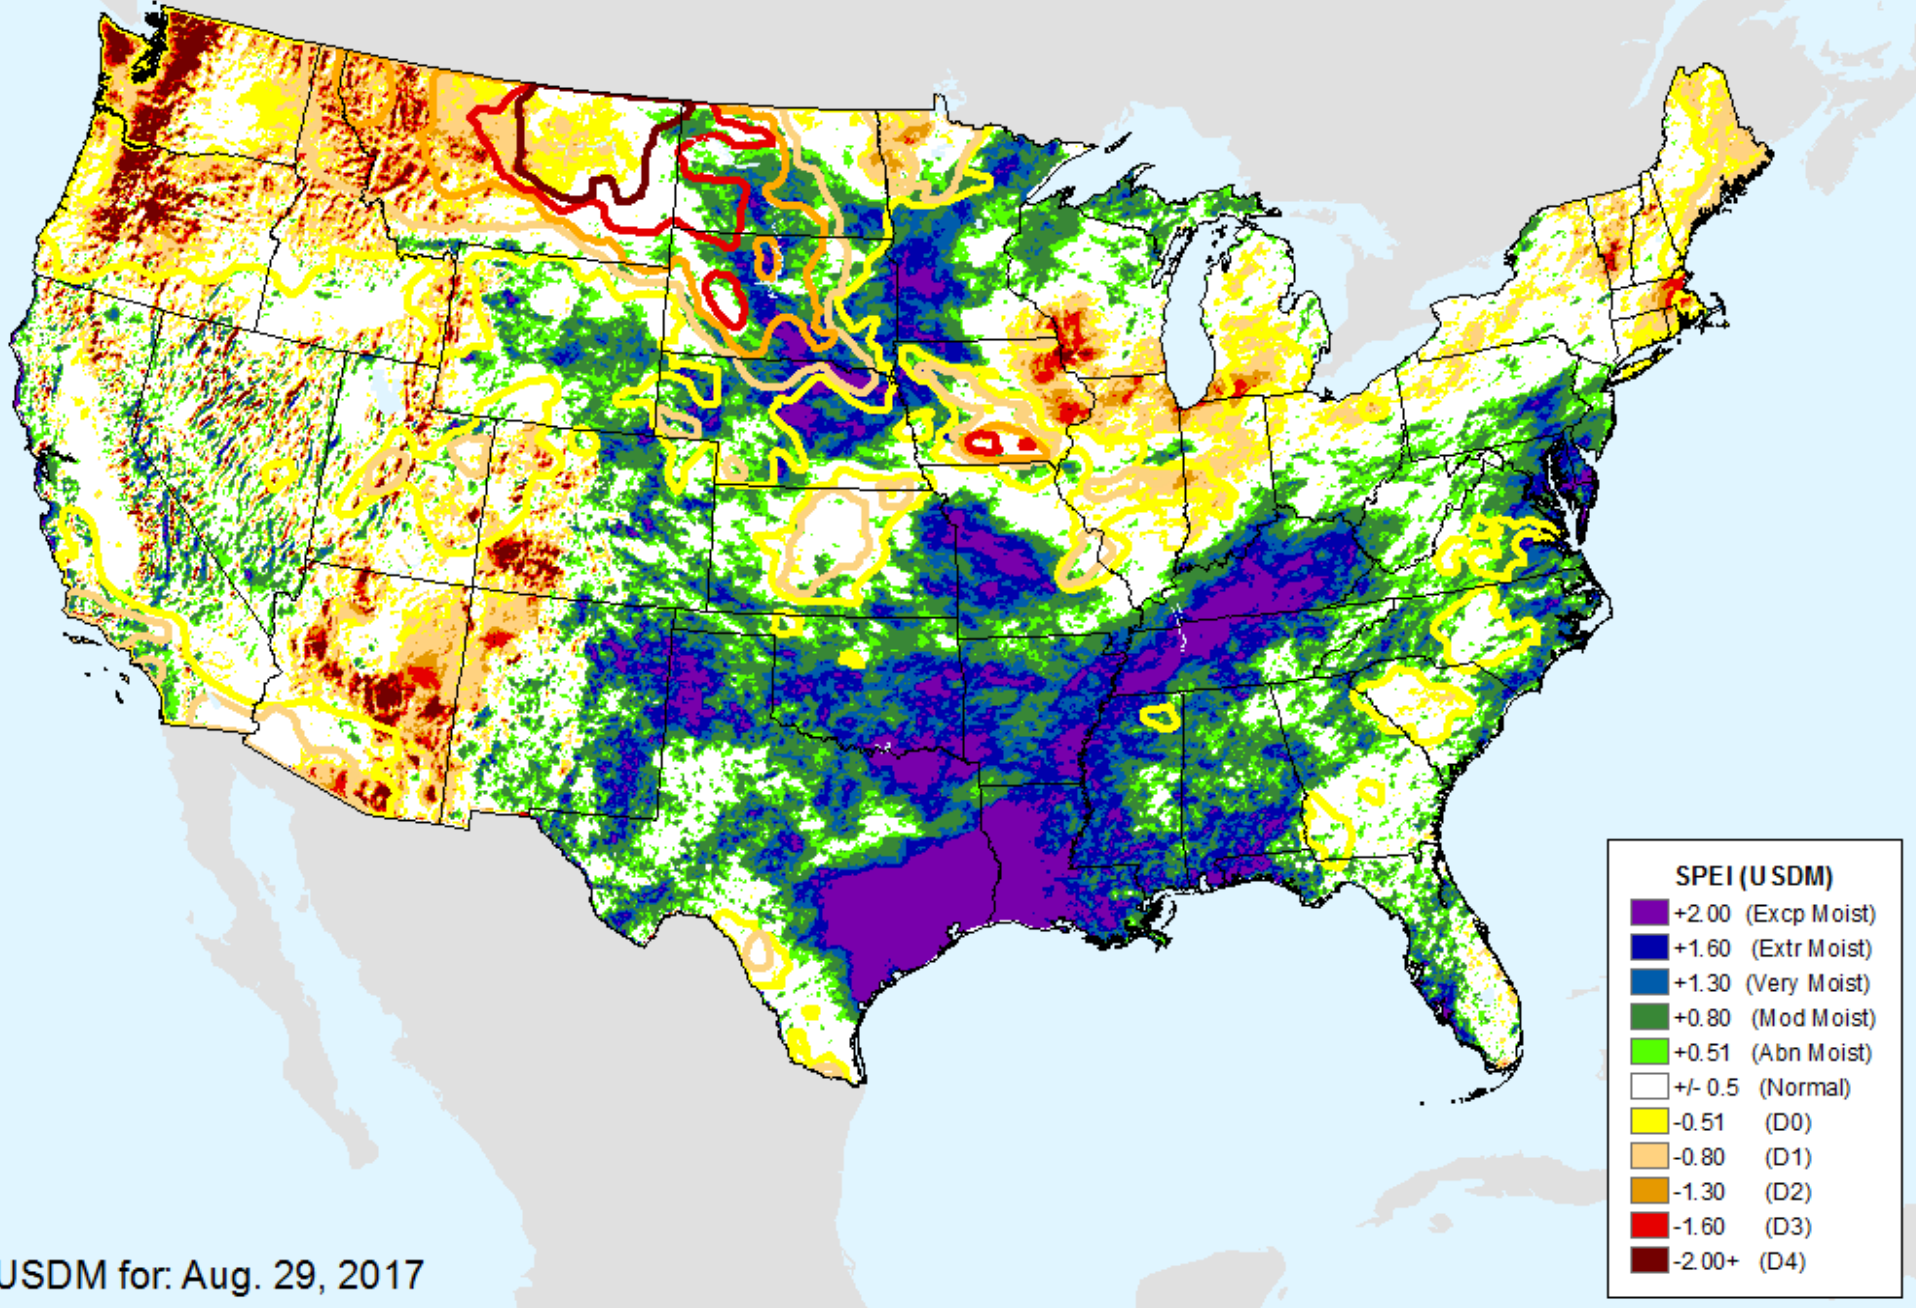 SPEI (USDM)
+2.00 (Excp Moist)
+1.60 (Extr Moist)
+1.30 (Very Moist)
+0.80 (Mod Moist)
+0.51 (Abn Moist)
+/- 0.5 (Normal)
-0.51 (D0)
-0.80 (D1)
-1.30 (D2)
-1.60 (D3)
-2.00+ (D4)
USDM for: Aug. 29, 2017